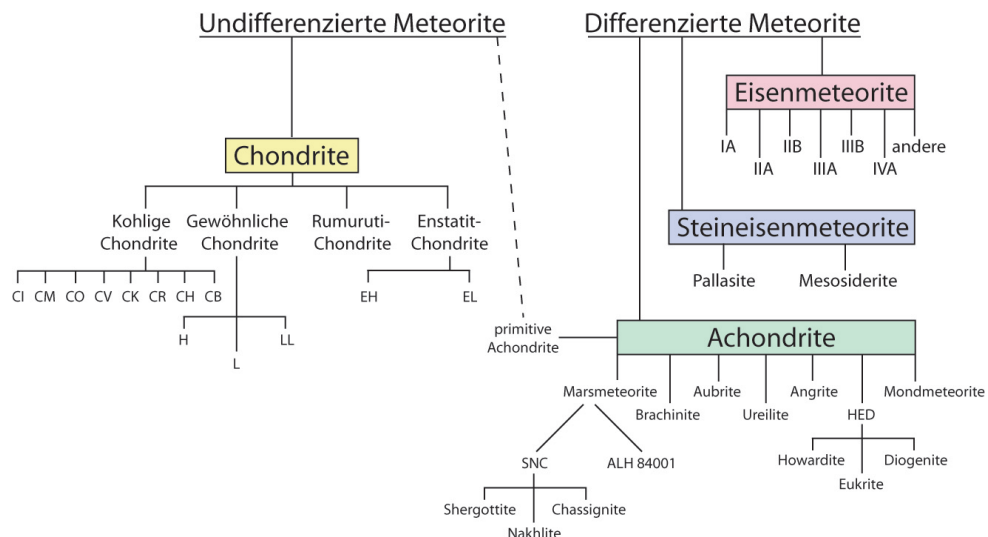 Undifferenzierte Meteorite
Differenzierte Meteorite
Eisenmeteorite
IA
IIA
IIB
IIIA
IIIB
IVA
andere
Chondrite
Kohlige
Chondrite
Gewöhnliche
Chondrite
Rumuruti-
Chondrite
Enstatit-
Chondrite
CI
CM
CO
CV
CK
CR
CH
CB
H
L
LL
EH
EL
Steineisenmeteorite
Pallasite
Mesosiderite
primitive
Achondrite
Achondrite
Marsmeteorite
Brachinite
Aubrite
Ureilite
Angrite
HED
Mondmeteorite
SNC
ALH 84001
Howardite
Eukrite
Diogenite
Shergottite
Nakhlite
Chassignite